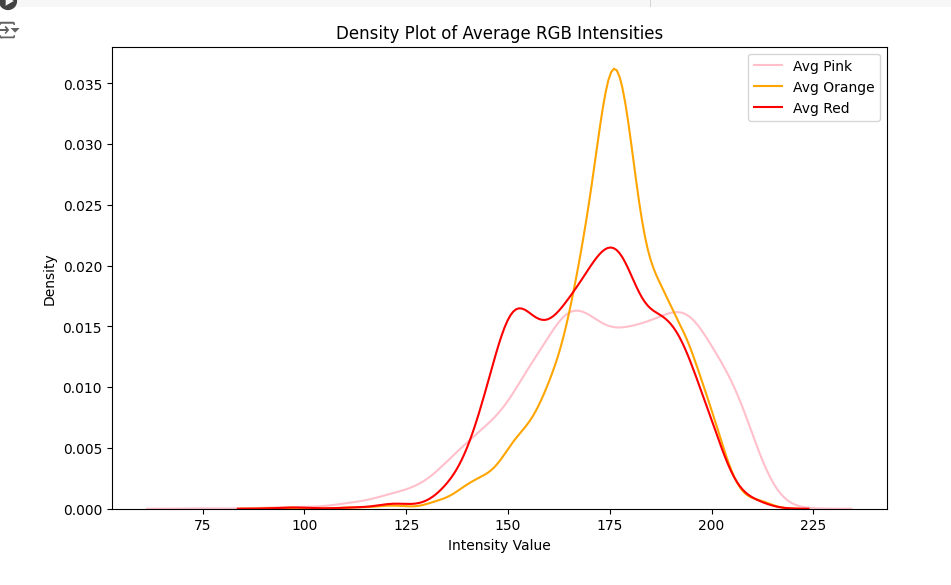 Density Plot of Average RGB Intensities
Avg Pink
Avg Orange
Avg Red
0.035
0.030
0.025
0.020
0.015
0.010
0.005
0.000
Density
75
100
125
150
175
200
225
Intensity Value